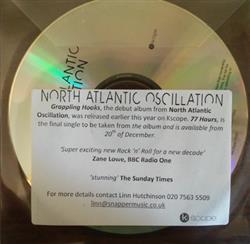 ATLANTIC
NORTH ATLANTIC OSCILLATION
Grappling Hooks, the debut album from North Atlantic
Oscillation, was released earlier this year on Kscope. 77 Hours, is
the final single to be taken from the album and is available from
20th of December.
'Super exciting new Rock 'n' Roll for a new decade'
Zane Lowe, BBC Radio One
'stunning' The Sunday Times
For more details contact Linn Hutchinson 020 7563 5509
linn@snappermusic.co.uk
kscope